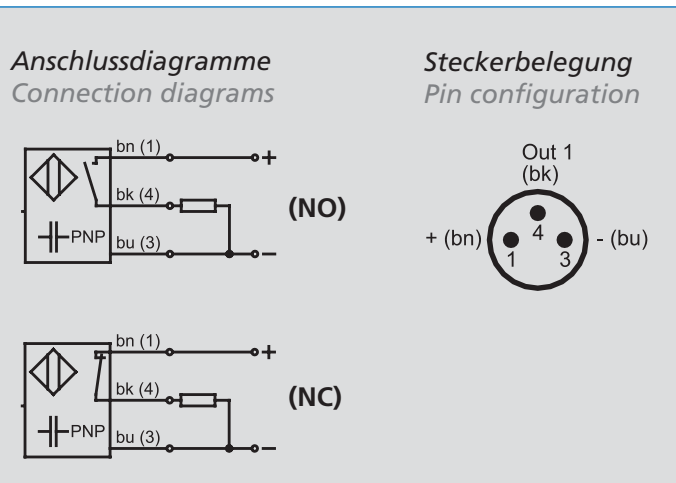 Anschlussdiagramme
Connection diagrams
bn (1)
+
bk (4)
(NO)
PNP
bu (3)
–
bn (1)
+
bk (4)
(NC)
PNP
bu (3)
–
Steckerbelegung
Pin configuration
Out 1
(bk)
+ (bn)
4
- (bu)
1
3